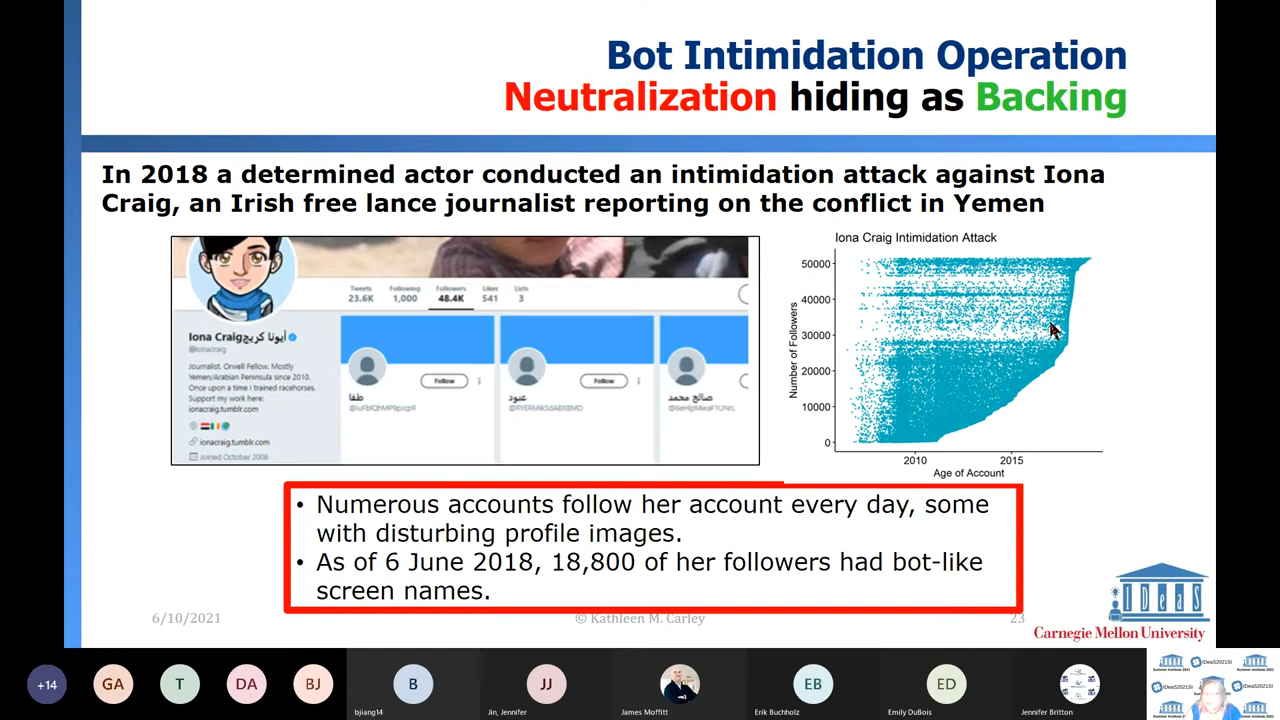 Bot Intimidation Operation
Neutralization hiding as Backing
In 2018 a determined actor conducted an intimidation attack against Iona
Craig, an Irish free lance journalist reporting on the conflict in Yemen
Tweets Following Followers Likes Lists
23.6K 1,000 48.4K 541 3
Iona Craig أيونا كريج
@ionacraig
Journalist. Orwell Fellow. Mostly
Yemen/Arabian Peninsula since 2010.
Once upon a time I trained racehorses.
Support my work here:
ionacraig.tumblr.com
ionacraig.tumblr.com
Joined October 2008
Follow
Follow
Follow
طفا
عبود
صالح محمد
Iona Craig Intimidation Attack
Number of Followers
50000
40000
30000
20000
10000
0
2010 2015
Age of Account
• Numerous accounts follow her account every day, some
with disturbing profile images.
• As of 6 June 2018, 18,800 of her followers had bot-like
screen names.
6/10/2021
© Kathleen M. Carley
23
IDeaS
Carnegie Mellon University
+14
GA
T
DA
BJ
B
bjiang14
JJ
Jin, Jennifer
James Moffitt
EB
Erik Buchholz
ED
Emily DuBois
Jennifer Britton
IDeaS2021SI
IDeaS2021SI
IDeaS2021SI
Summer Institute 2021